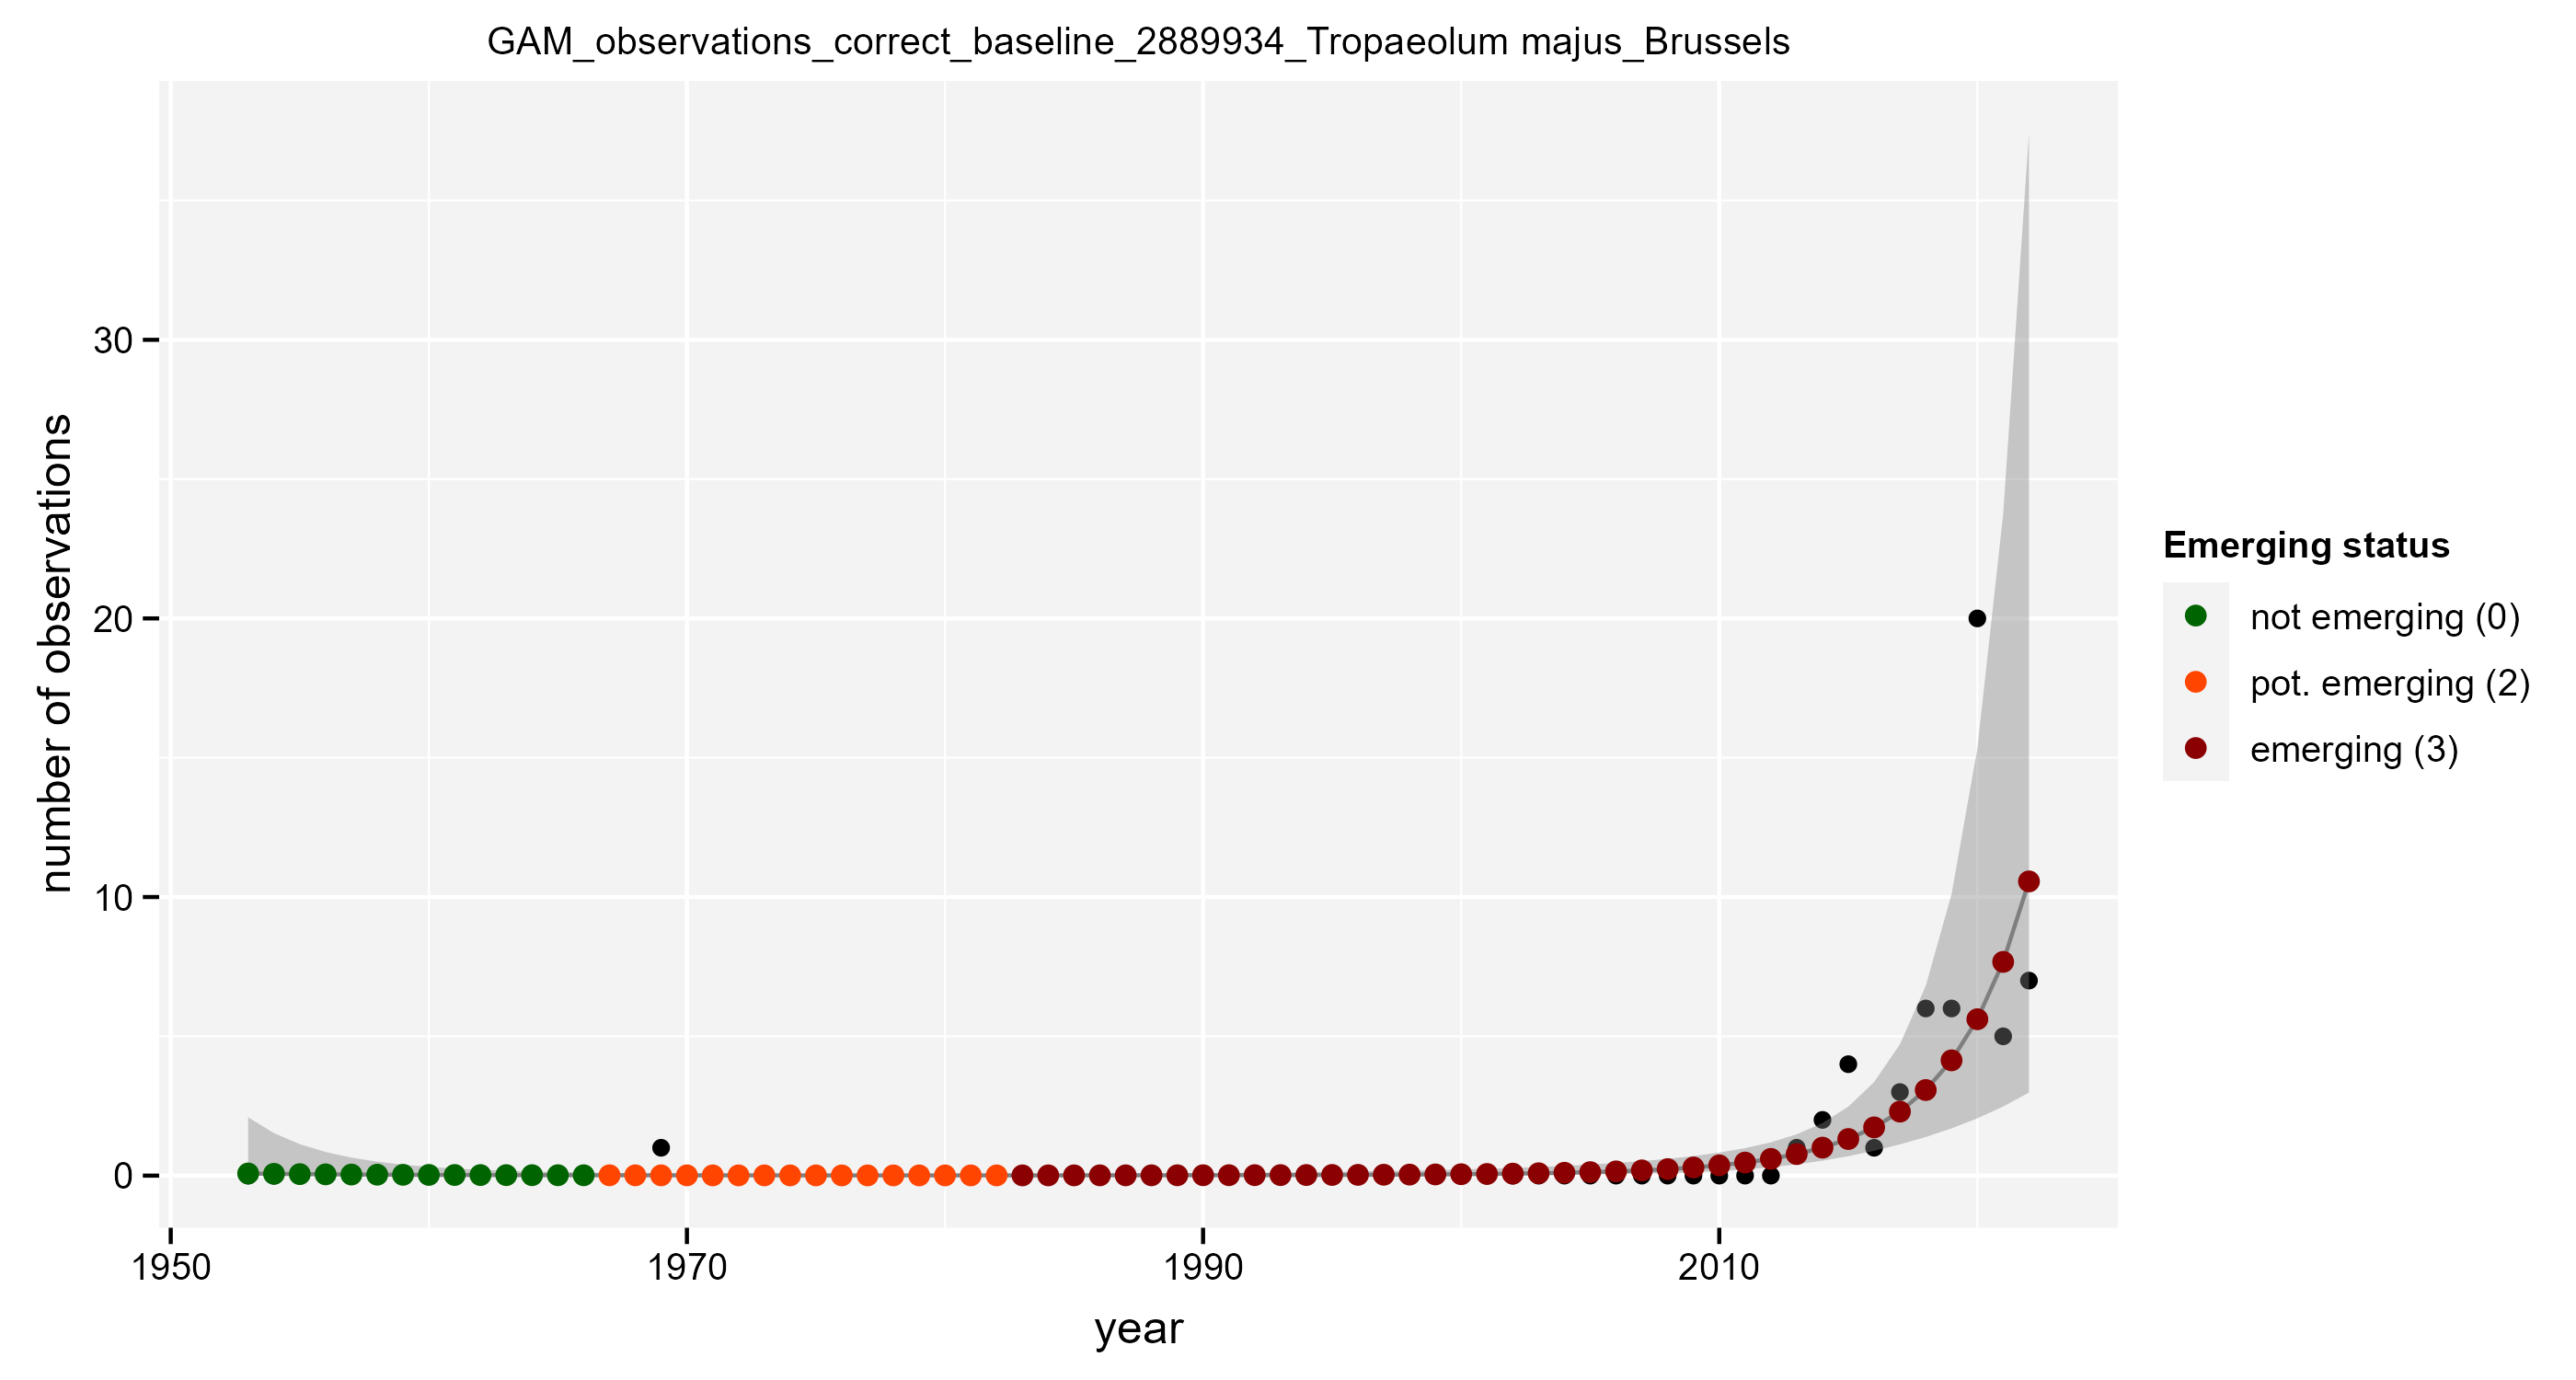 GAM_observations_correct_baseline_2889934_Tropaeolum majus_Brussels
number of observations
30
20
10
0
1950
1970
1990
2010
year
Emerging status
not emerging (0)
pot. emerging (2)
emerging (3)